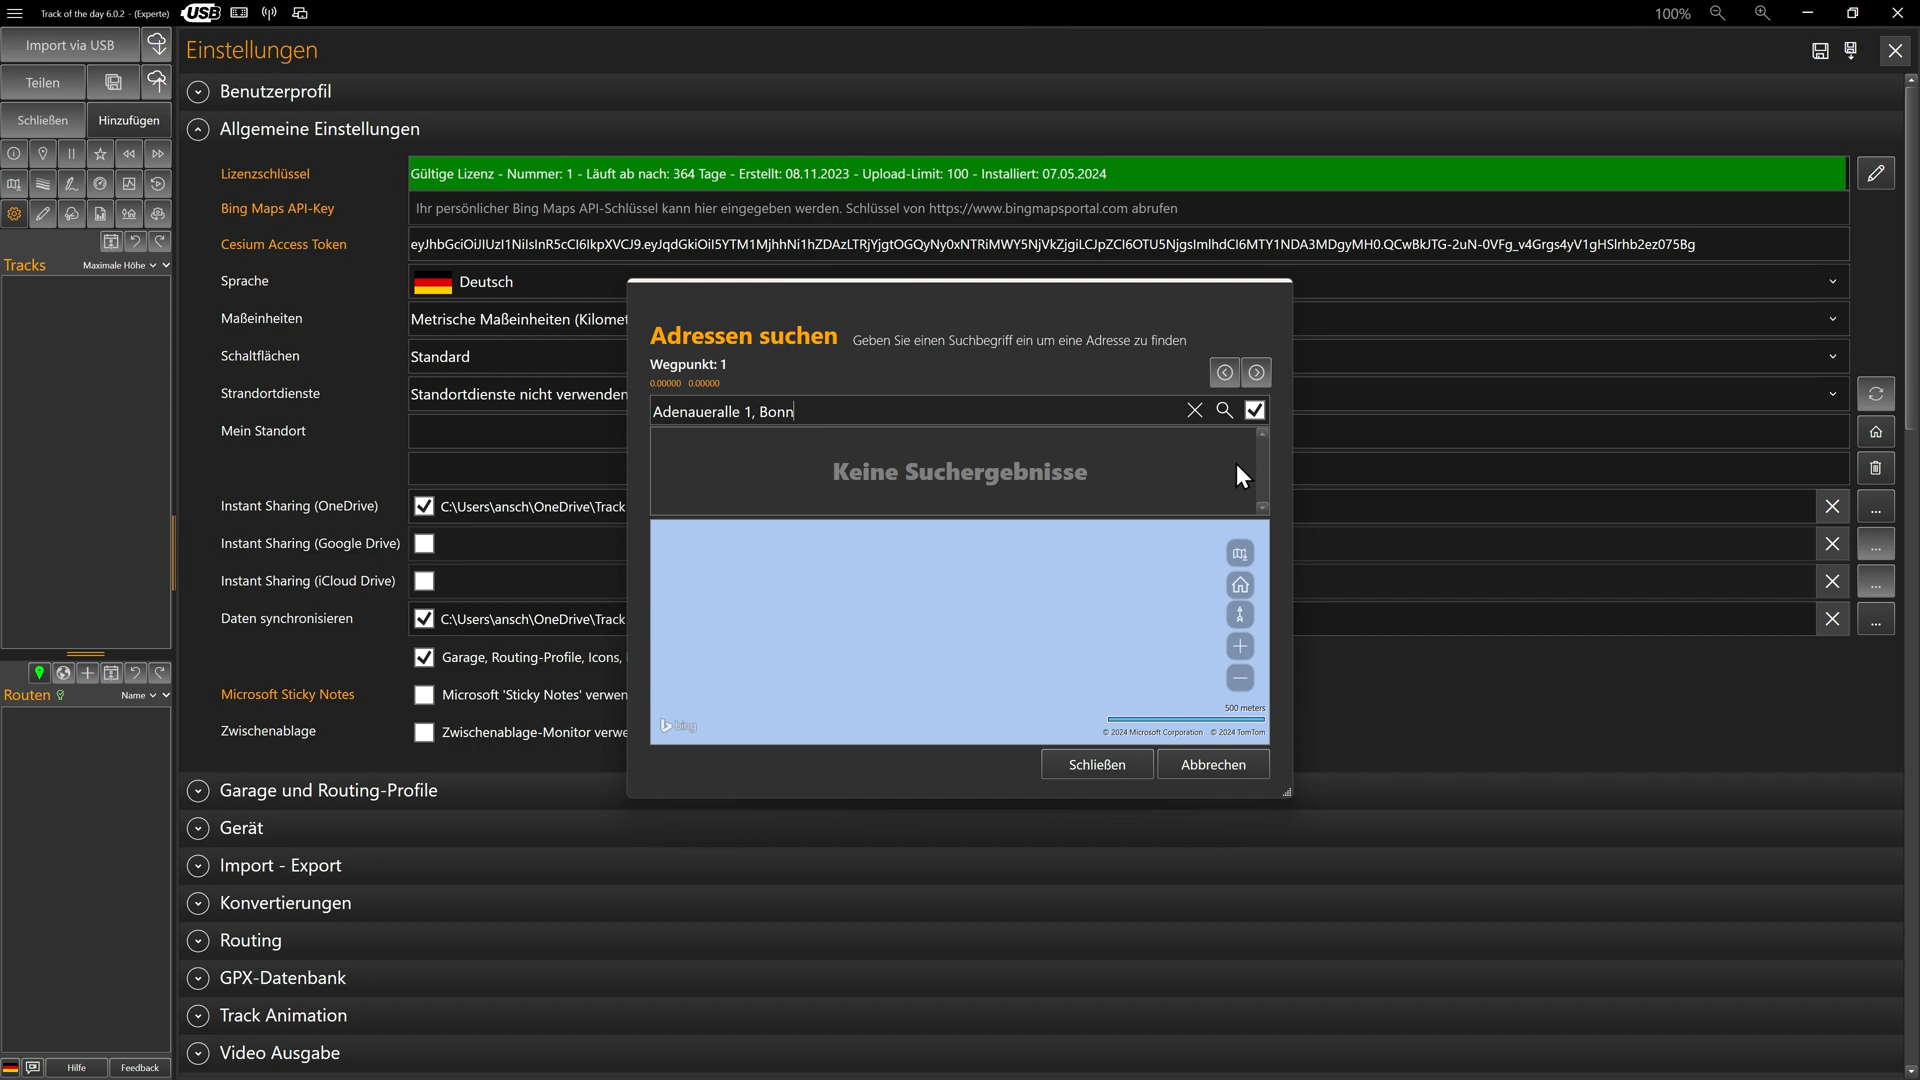 Track of the day 6.0.2 - (Experte)
USB
100%
Import via USB
Teilen
Schließen
Hinzufügen
Tracks
Maximale Höhe
Routen
Name
Hilfe
Feedback
Einstellungen
Benutzerprofil
Allgemeine Einstellungen
Lizenzschlüssel
Gültige Lizenz - Nummer: 1 - Läuft ab nach: 364 Tage - Erstellt: 08.11.2023 - Upload-Limit: 100 - Installiert: 07.05.2024
Bing Maps API-Key
Ihr persönlicher Bing Maps API-Schlüssel kann hier eingegeben werden. Schlüssel von https://www.bingmapsportal.com abrufen
Cesium Access Token
Sprache
Deutsch
Maßeinheiten
Metrische Maßeinheiten (Kilomet
Schaltflächen
Standard
Strandortdienste
Standortdienste nicht verwenden
Mein Standort
Instant Sharing (OneDrive)
C:\Users\ansch\OneDrive\Track
...
Instant Sharing (Google Drive)
...
Instant Sharing (iCloud Drive)
...
Daten synchronisieren
C:\Users\ansch\OneDrive\Track
...
Garage, Routing-Profile, Icons,
Microsoft Sticky Notes
Microsoft 'Sticky Notes' verwen
Zwischenablage
Zwischenablage-Monitor verwe
Adressen suchen
Geben Sie einen Suchbegriff ein um eine Adresse zu finden
Wegpunkt: 1
0.00000 0.00000
Adenaueralle 1, Bonn
Keine Suchergebnisse
500 meters
bing
© 2024 Microsoft Corporation © 2024 TomTom
Schließen
Abbrechen
Garage und Routing-Profile
Gerät
Import - Export
Konvertierungen
Routing
GPX-Datenbank
Track Animation
Video Ausgabe